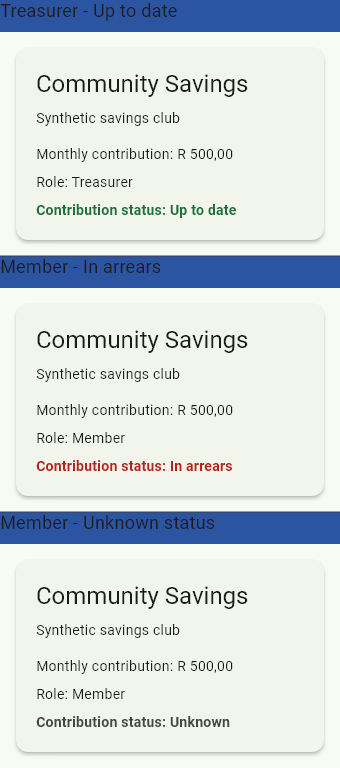 Treasurer - Up to date
Community Savings
Synthetic savings club
Monthly contribution: R 500,00
Role: Treasurer
Contribution status: Up to date
Member - In arrears
Community Savings
Synthetic savings club
Monthly contribution: R 500,00
Role: Member
Contribution status: In arrears
Member - Unknown status
Community Savings
Synthetic savings club
Monthly contribution: R 500,00
Role: Member
Contribution status: Unknown